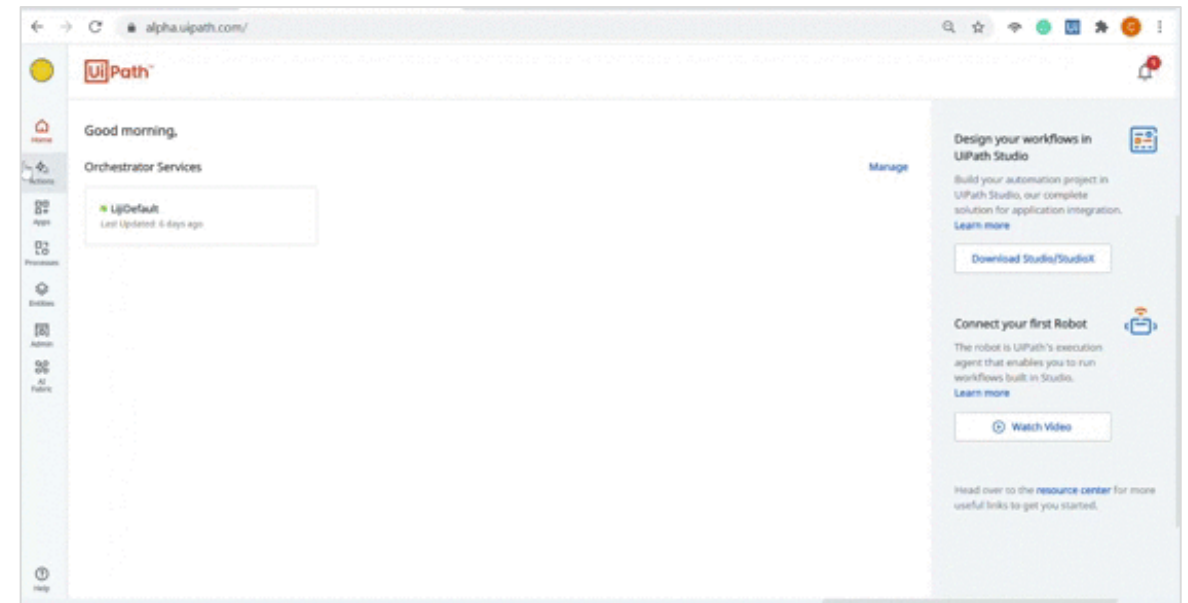 alpha.uipath.com/
UiPath™
1
C
UI
Home
Actions
Apps
Processes
Entities
Admin
AI
Fabric
Help
Good morning,
Orchestrator Services
Manage
LijiDefault
Last Updated: 6 days ago
Design your workflows in
UiPath Studio
Build your automation project in
UiPath Studio, our complete
solution for application integration.
Learn more
Download Studio/StudioX
Connect your first Robot
The robot is UiPath's execution
agent that enables you to run
workflows built in Studio.
Learn more
Watch Video
Head over to the resource center for more
useful links to get you started.